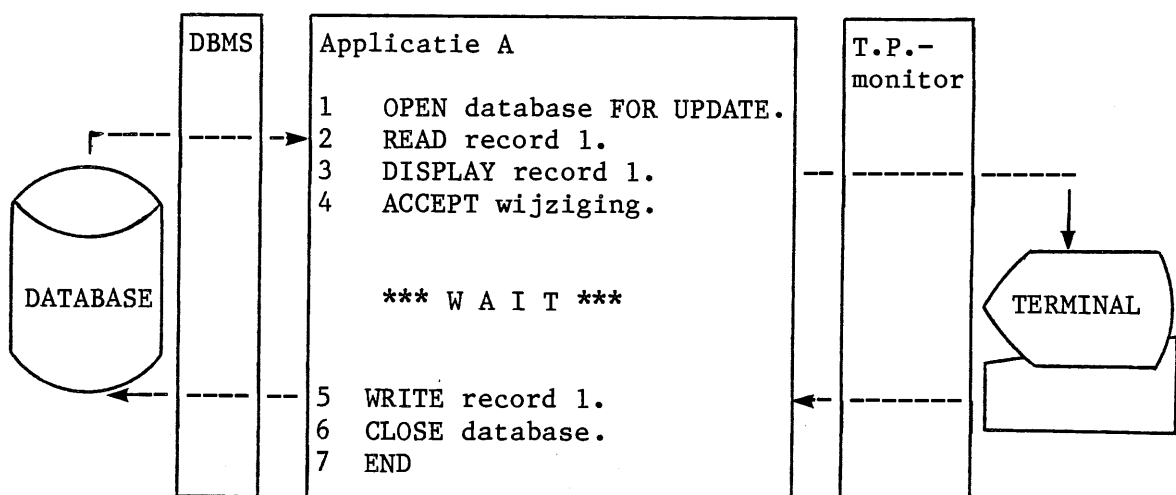 DBMS
Applicatie A
T.P.-
monitor
1 OPEN database FOR UPDATE.
2 READ record 1.
3 DISPLAY record 1.
4 ACCEPT wijziging.
DATABASE
*** W A I T ***
TERMINAL
5 WRITE record 1.
6 CLOSE database.
7 END